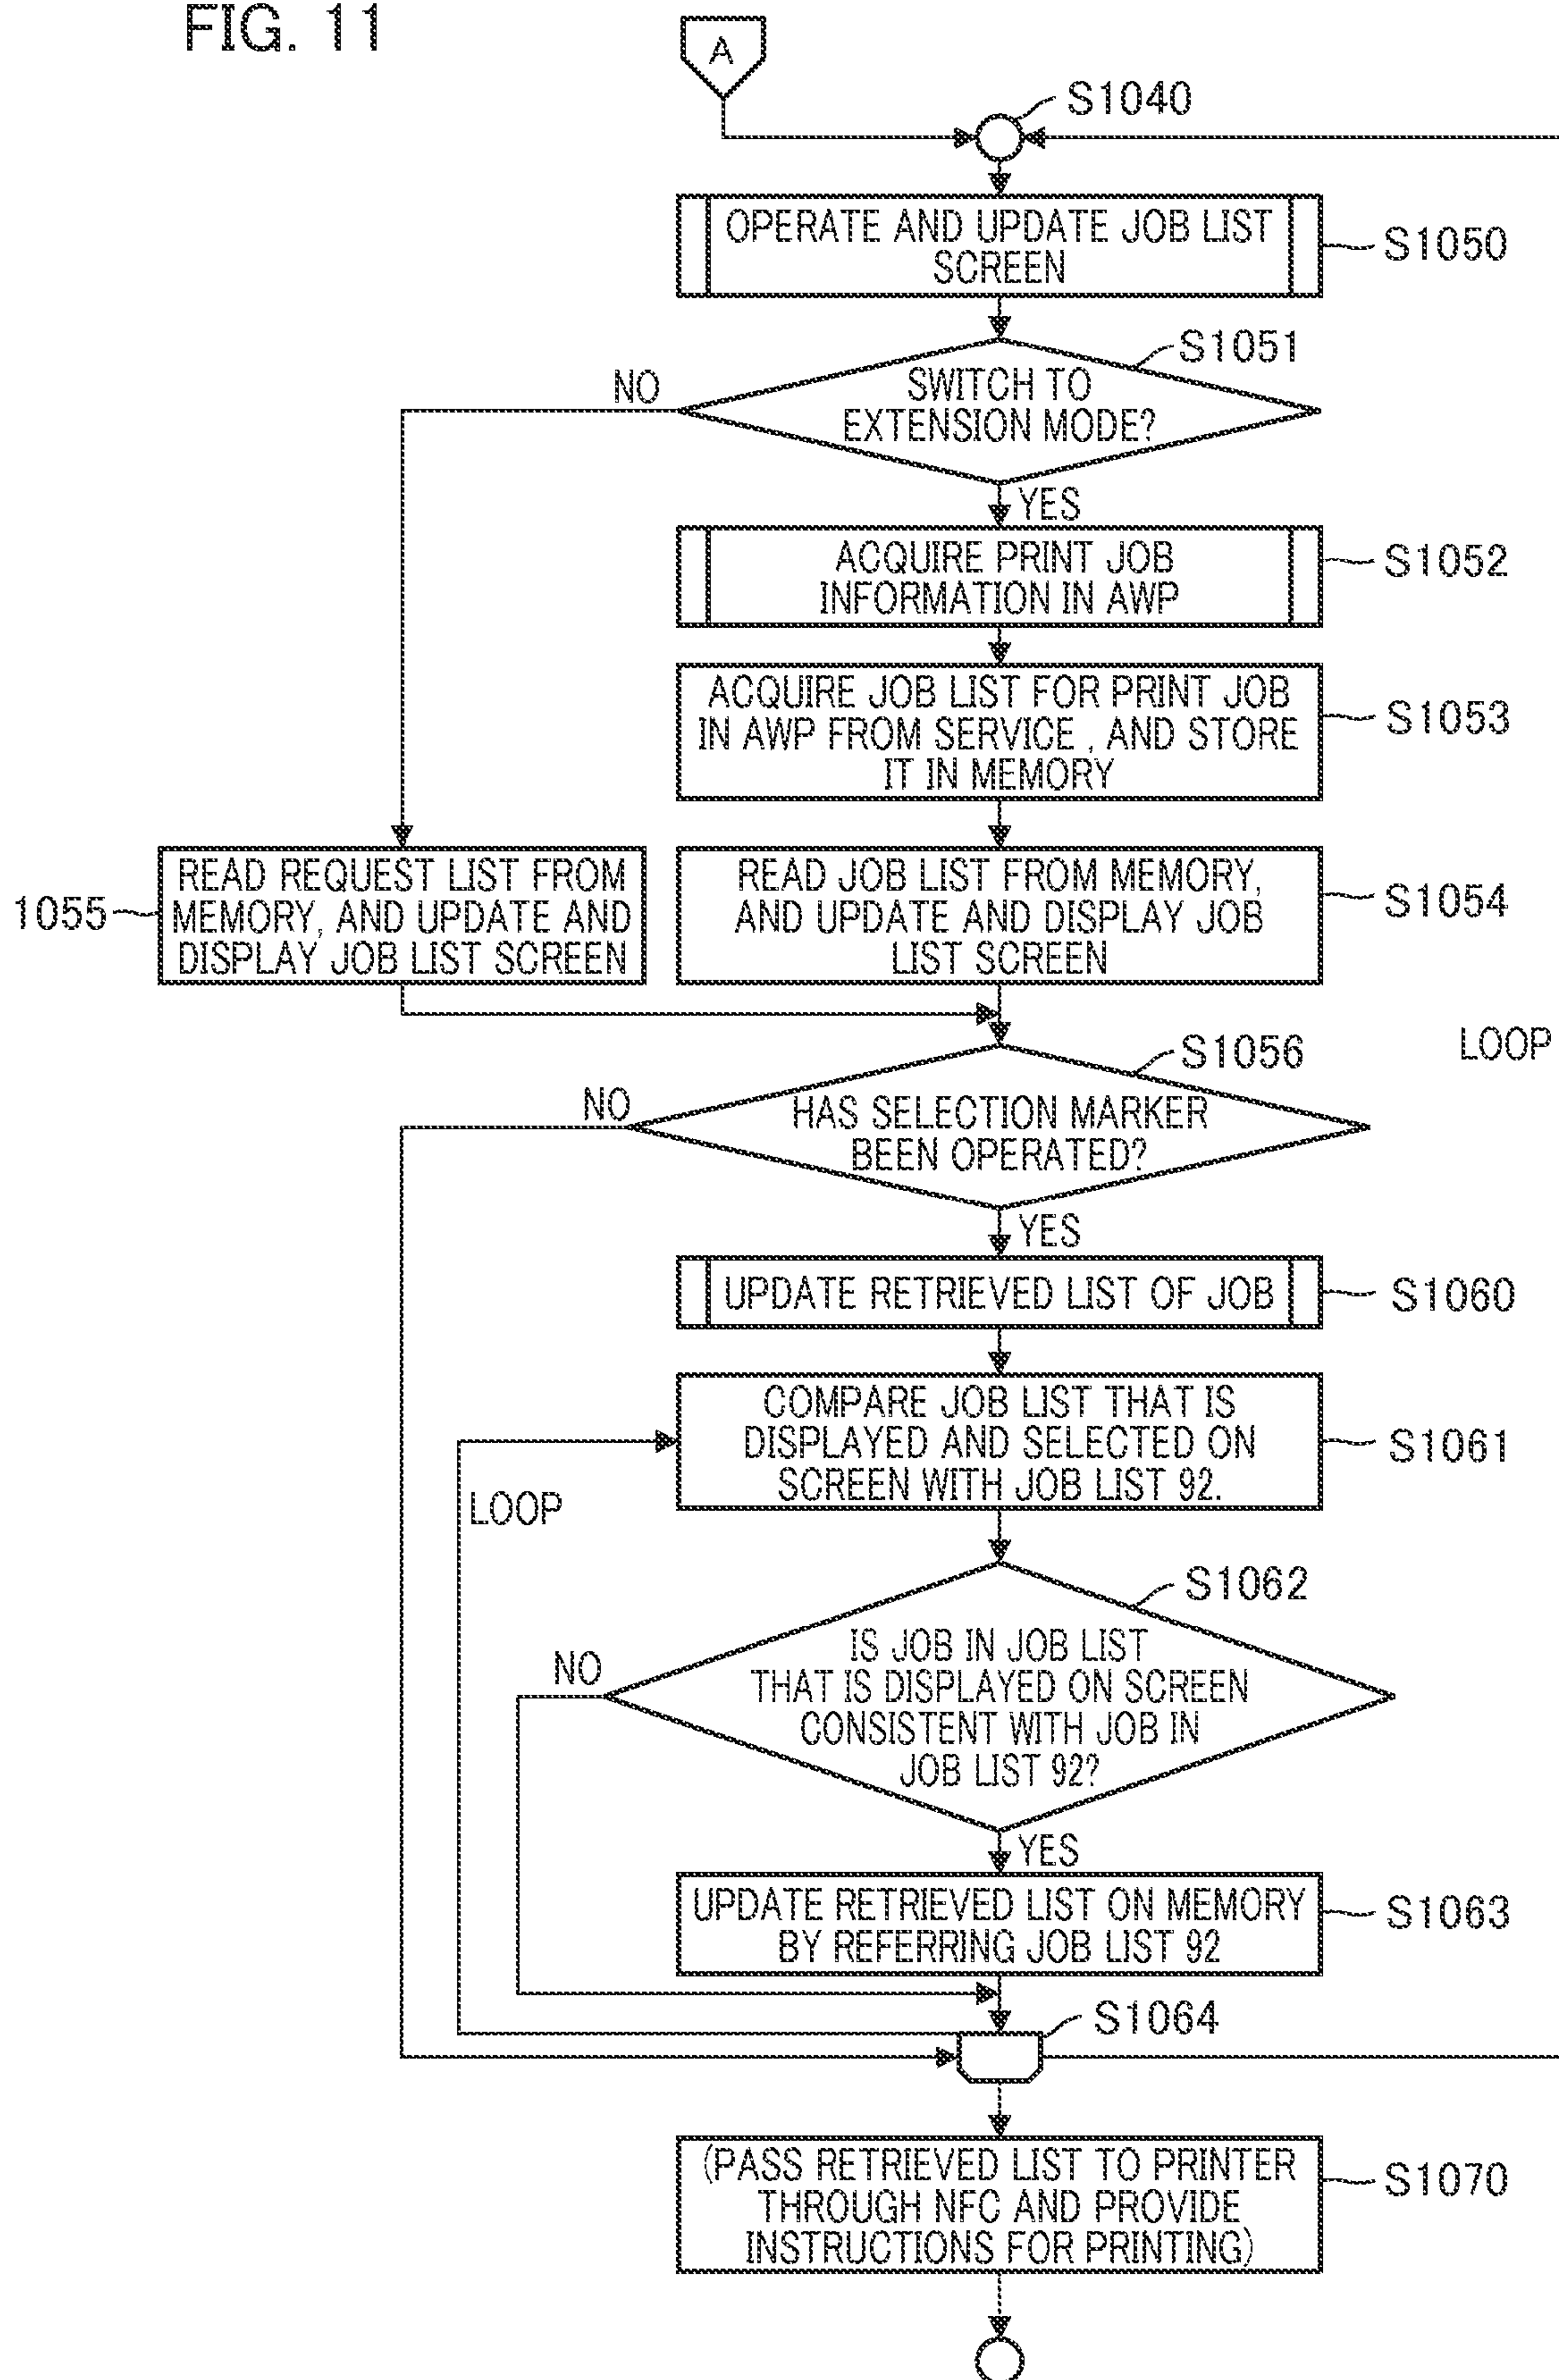 FIG. 11
A
S1040
OPERATE AND UPDATE JOB LIST
SCREEN
S1050
S1051
SWITCH TO
EXTENSION MODE?
NO
YES
ACQUIRE PRINT JOB
INFORMATION IN AWP
S1052
ACQUIRE JOB LIST FOR PRINT JOB
IN AWP FROM SERVICE , AND STORE
IT IN MEMORY
S1053
1055
READ REQUEST LIST FROM
MEMORY, AND UPDATE AND
DISPLAY JOB LIST SCREEN
READ JOB LIST FROM MEMORY,
AND UPDATE AND DISPLAY JOB
LIST SCREEN
S1054
LOOP
S1056
NO
HAS SELECTION MARKER
BEEN OPERATED?
YES
UPDATE RETRIEVED LIST OF JOB
S1060
COMPARE JOB LIST THAT IS
DISPLAYED AND SELECTED ON
SCREEN WITH JOB LIST 92.
S1061
LOOP
S1062
NO
IS JOB IN JOB LIST
THAT IS DISPLAYED ON SCREEN
CONSISTENT WITH JOB IN
JOB LIST 92?
YES
UPDATE RETRIEVED LIST ON MEMORY
BY REFERRING JOB LIST 92
S1063
S1064
(PASS RETRIEVED LIST TO PRINTER
THROUGH NFC AND PROVIDE
INSTRUCTIONS FOR PRINTING)
S1070